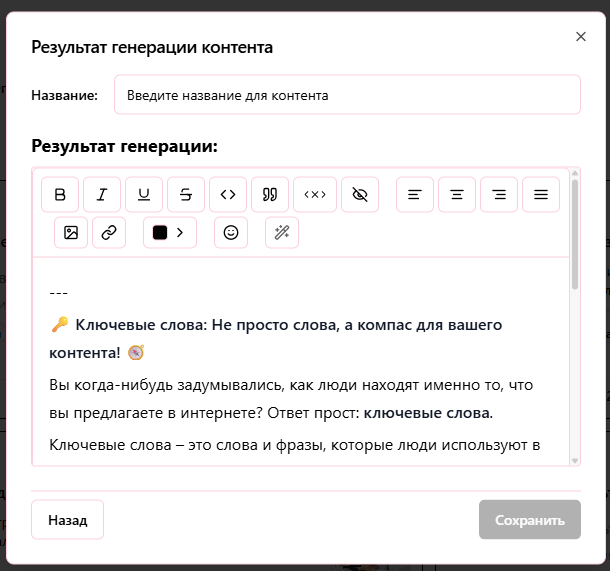 Результат генерации контента
Название:
Введите название для контента
Результат генерации:
---
🔑 Ключевые слова: Не просто слова, а компас для вашего
контента! 🧭
Вы когда-нибудь задумывались, как люди находят именно то, что
вы предлагаете в интернете? Ответ прост: ключевые слова.
Ключевые слова – это слова и фразы, которые люди используют в
Назад
Сохранить